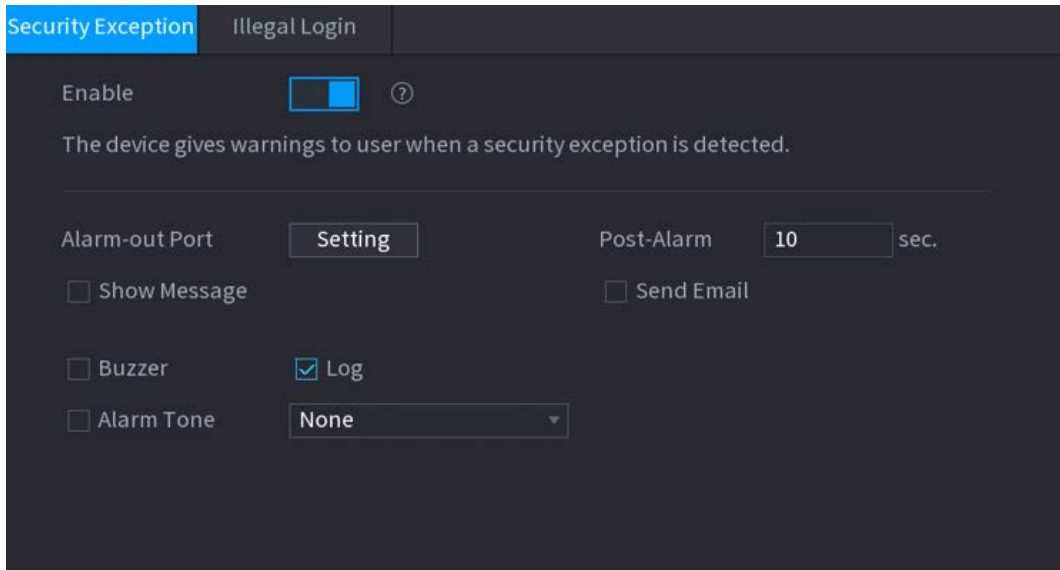 Security Exception Illegal Login
Enable ?
The device gives warnings to user when a security exception is detected.
Alarm-out Port Setting Post-Alarm 10 sec.
Show Message Send Email
Buzzer Log
Alarm Tone None